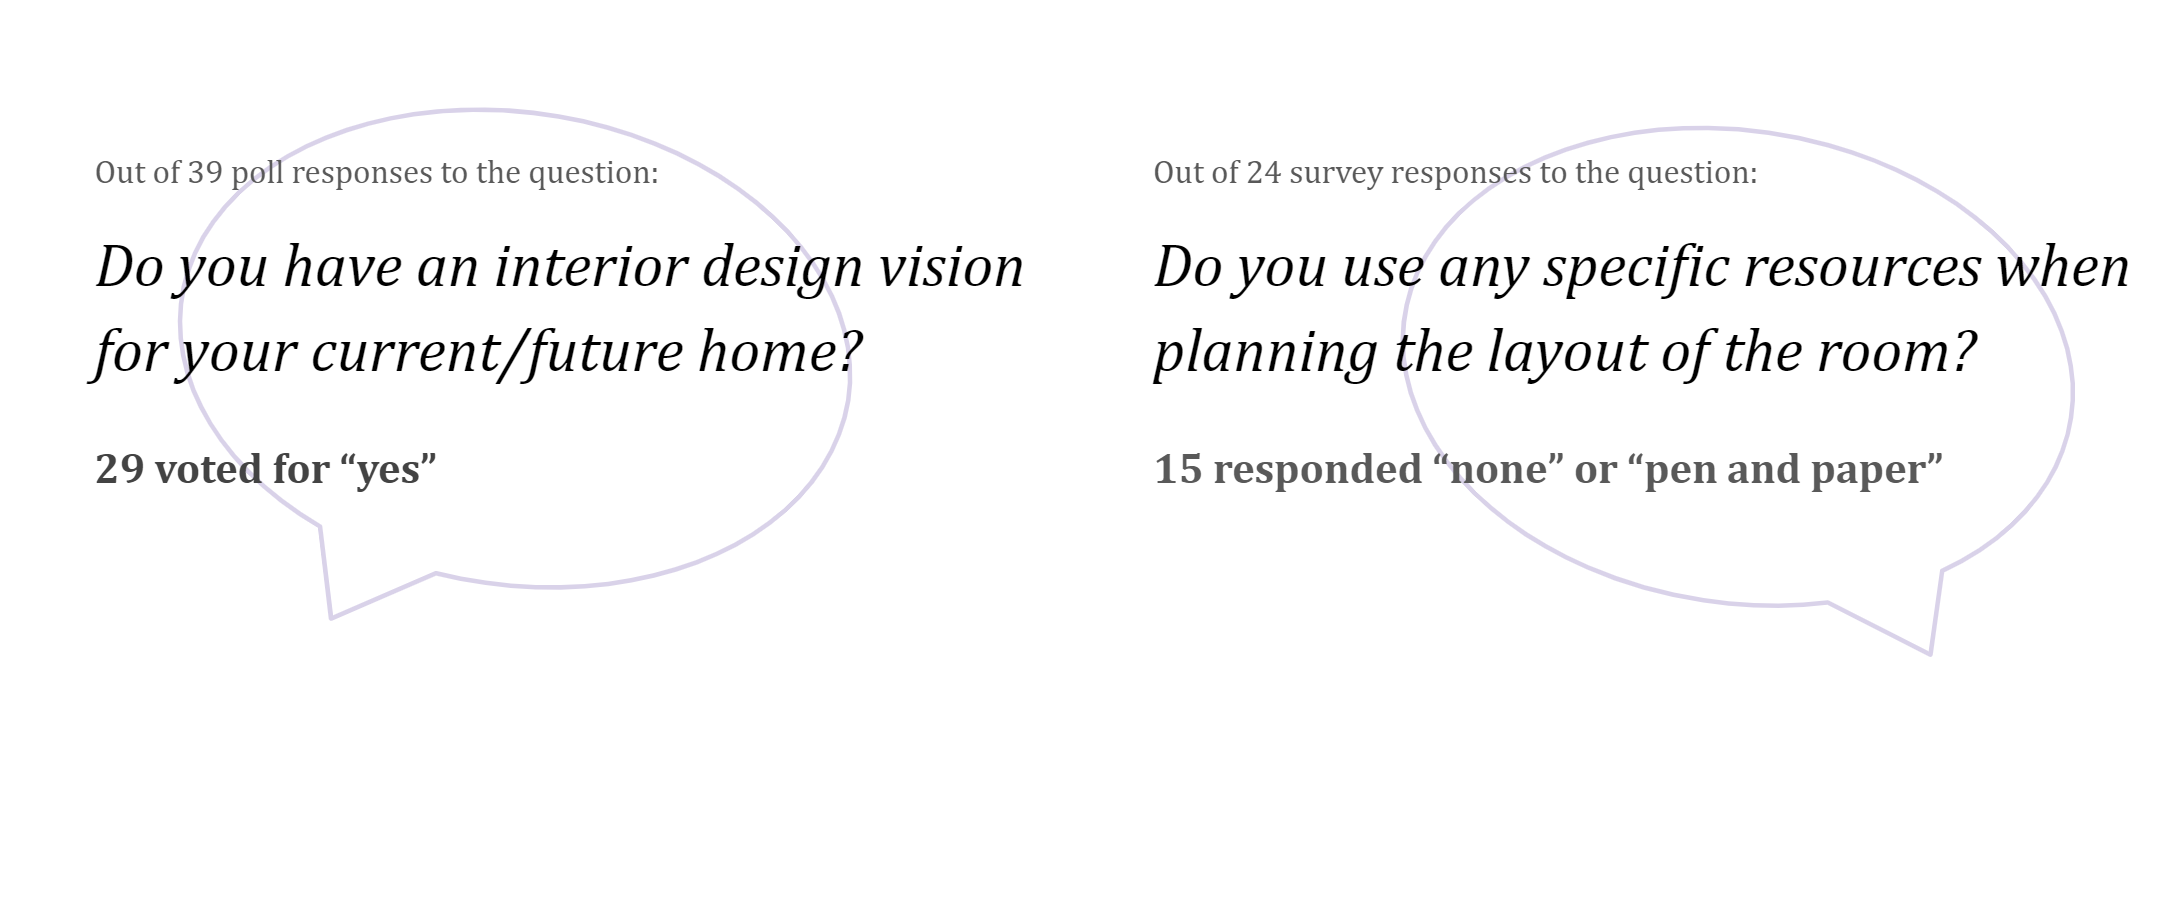 Out of 39 poll responses to the question:
Do you have an interior design vision
for your current/future home?
29 voted for “yes”
Out of 24 survey responses to the question:
Do you use any specific resources when
planning the layout of the room?
15 responded “none” or “pen and paper”